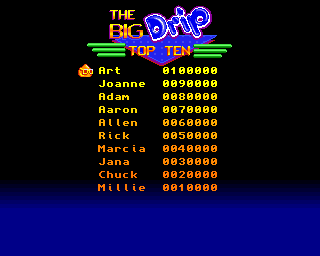 THE
BIG Drip
TOP TEN
Art 0100000
Joanne 0090000
Adam 0080000
Aaron 0070000
Allen 0060000
Rick 0050000
Marcia 0040000
Jana 0030000
Chuck 0020000
Millie 0010000